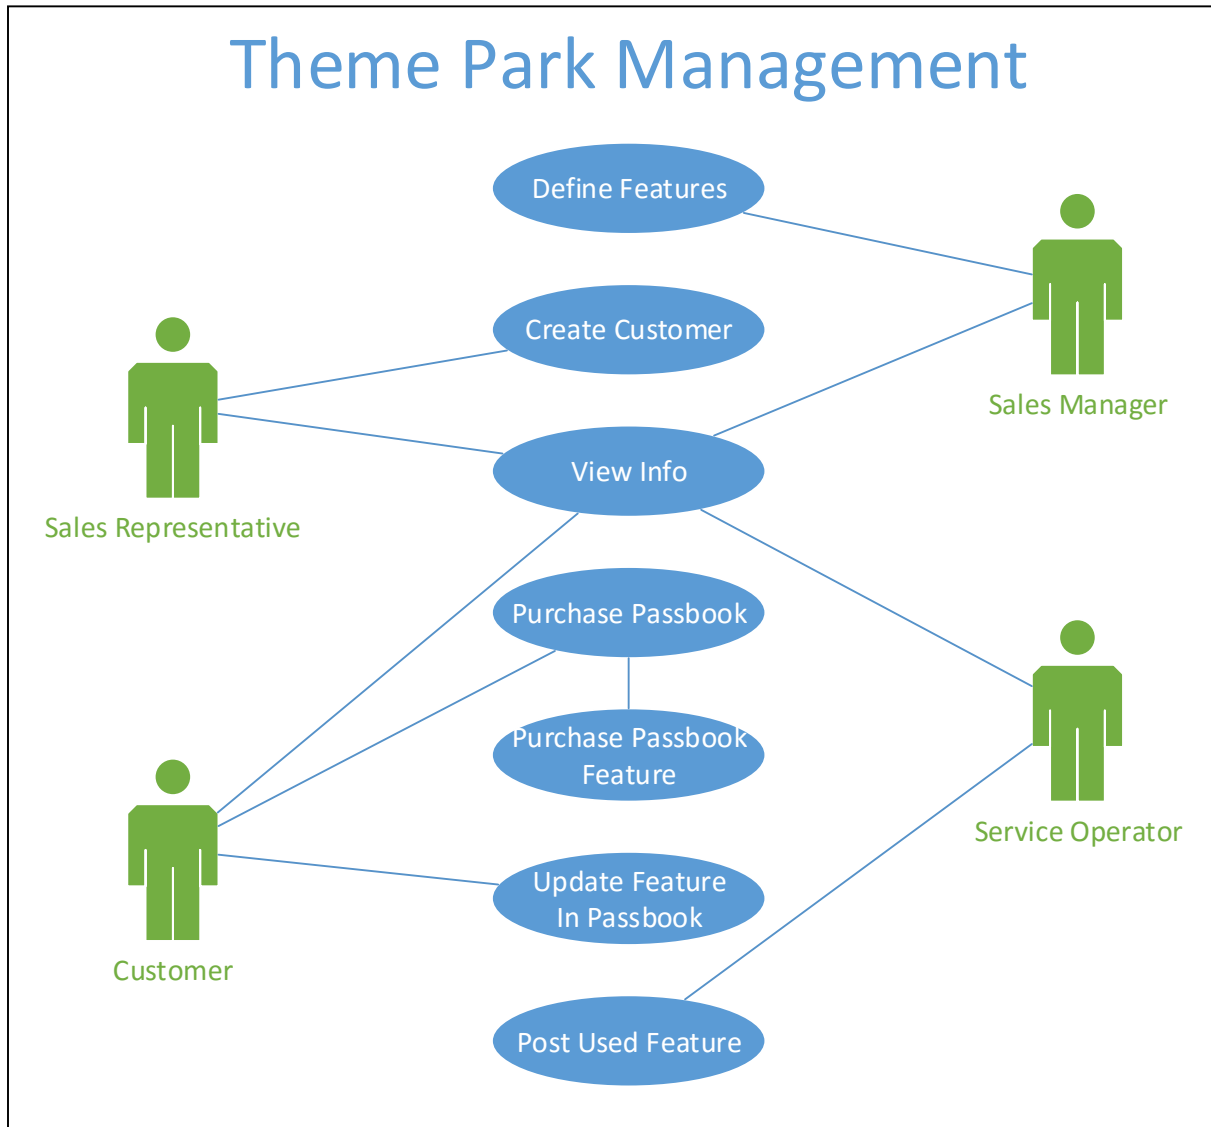 Theme Park Management
Define Features
Create Customer
Sales Manager
View Info
Sales Representative
Purchase Passbook
Purchase Passbook
Feature
Service Operator
Update Feature
In Passbook
Customer
Post Used Feature